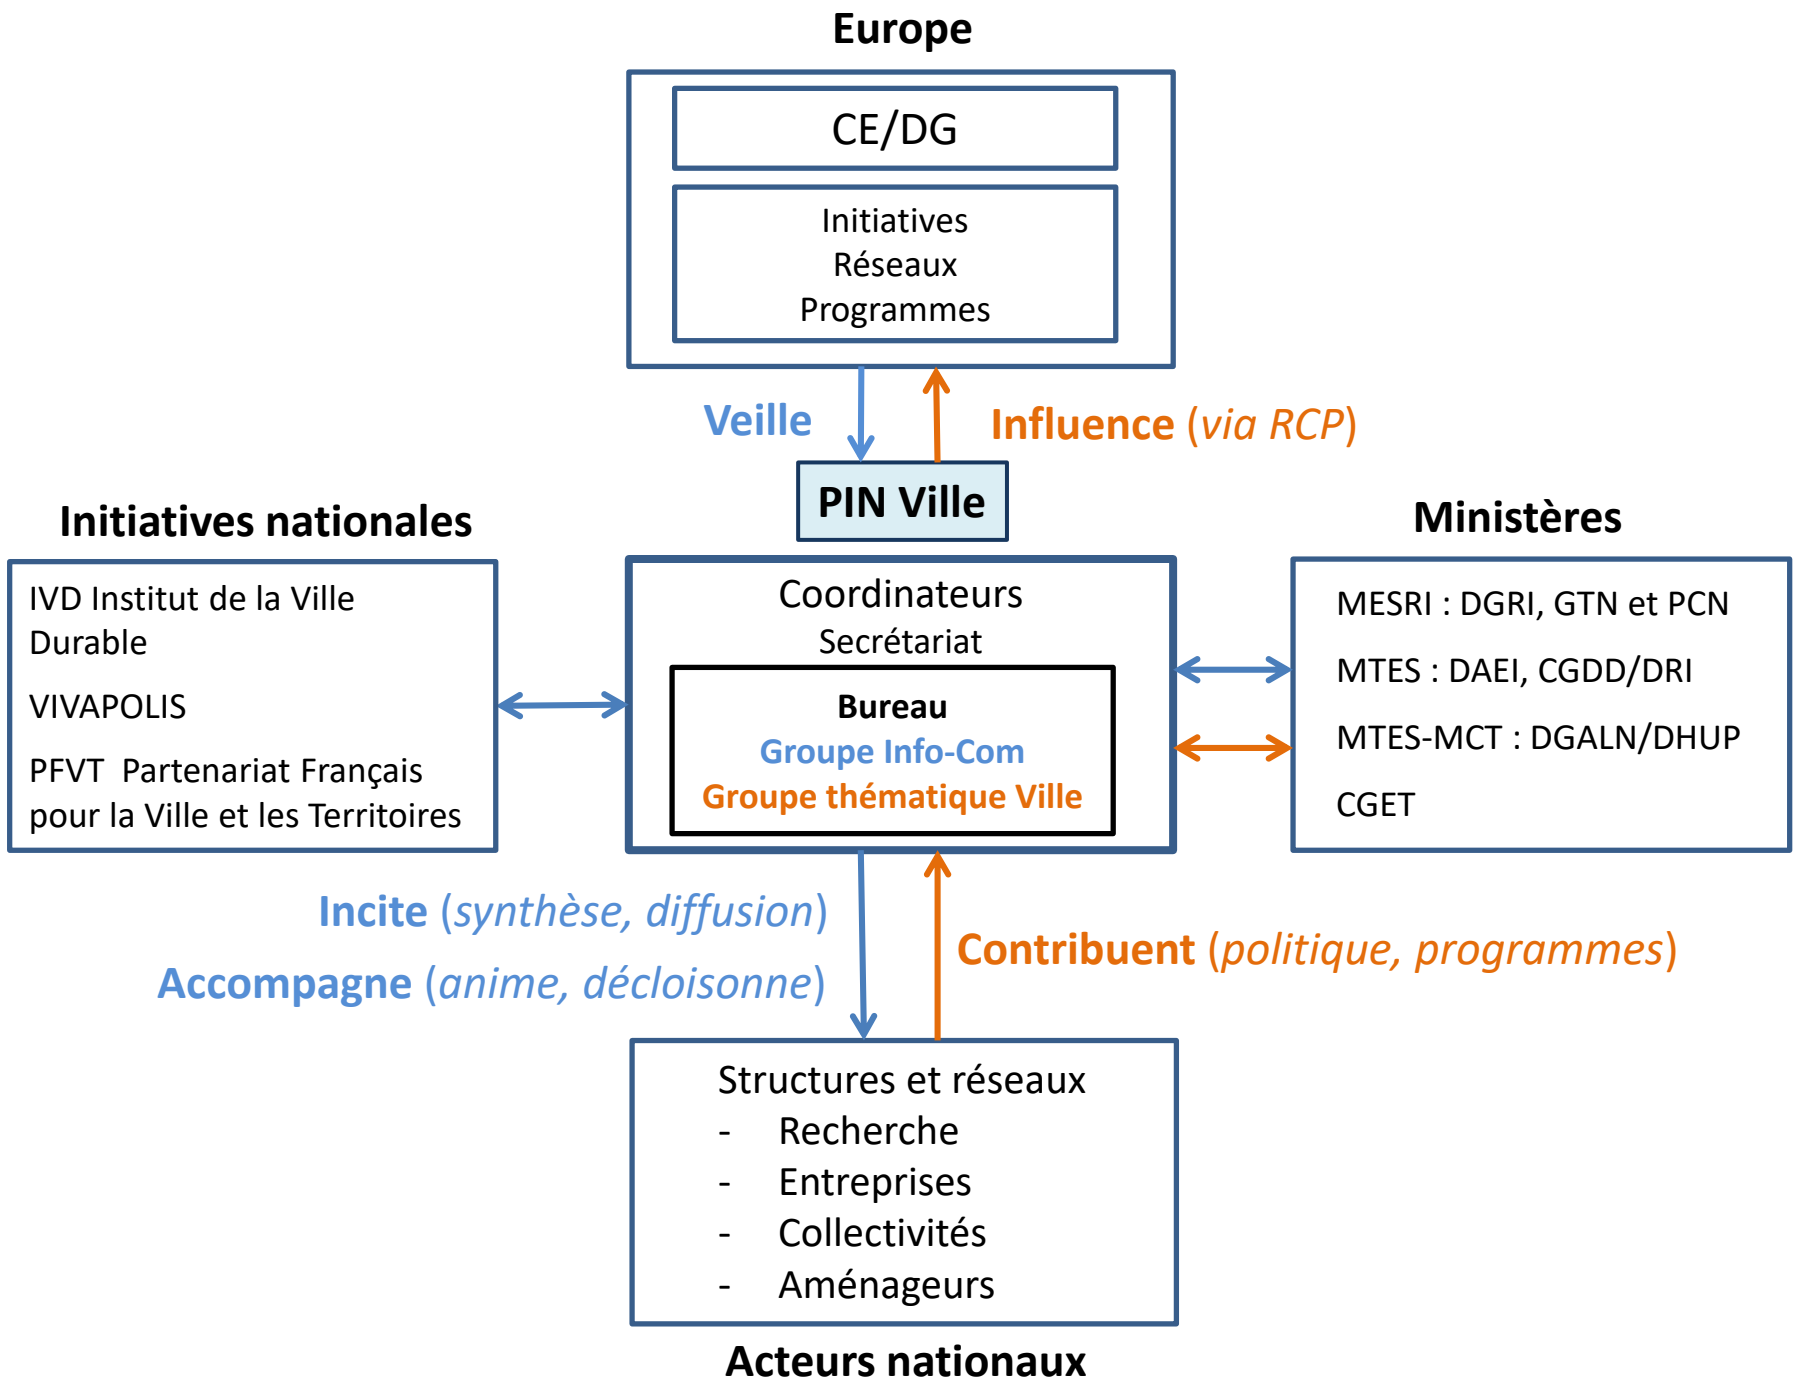 Europe
CE/DG
Initiatives
Réseaux
Programmes
Veille
Influence (via RCP)
PIN Ville
Initiatives nationales
IVD Institut de la Ville
Durable
VIVAPOLIS
PFVT  Partenariat Français
pour la Ville et les Territoires
Coordinateurs
Secrétariat
Bureau
Groupe Info-Com
Groupe thématique Ville
Ministères
MESRI : DGRI, GTN et PCN
MTES : DAEI, CGDD/DRI
MTES-MCT : DGALN/DHUP
CGET
Incite (synthèse, diffusion)
Accompagne (anime, décloisonne)
Contribuent (politique, programmes)
Structures et réseaux
- Recherche
- Entreprises
- Collectivités
- Aménageurs
Acteurs nationaux